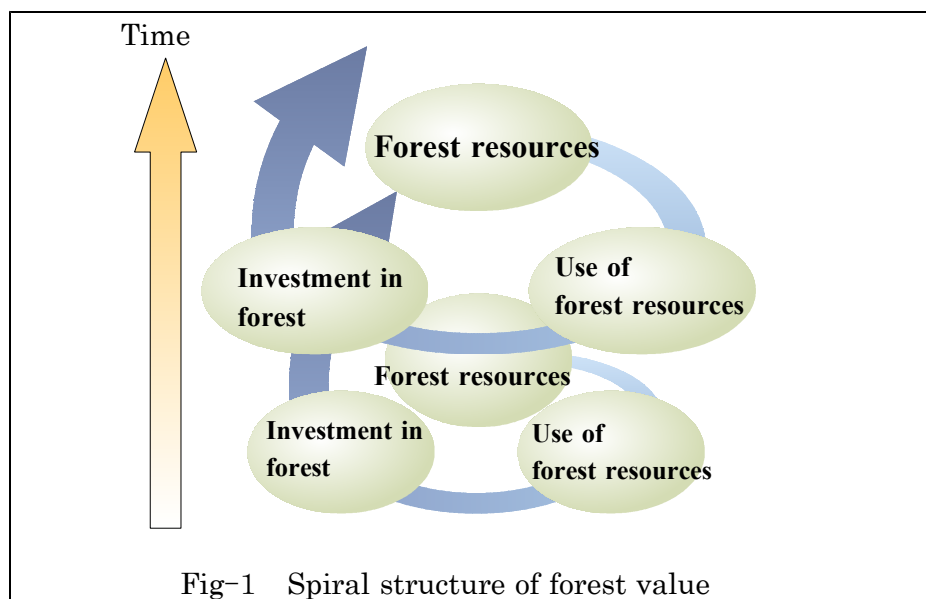 Time
Forest resources
Investment in
forest
Use of
forest resources
Forest resources
Investment in
forest
Use of
forest resources
Fig-1 Spiral structure of forest value